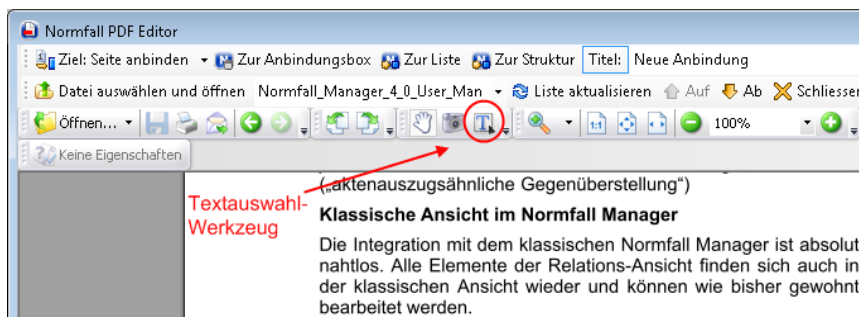 Normfall PDF Editor
Ziel: Seite anbinden Zur Anbindungsbox Zur Liste Zur Struktur Titel: Neue Anbindung
Datei auswählen und öffnen Normfall_Manager_4_0_User_Man Liste aktualisieren Auf Ab Schliessen
Öffnen... T 1:1 100%
Keine Eigenschaften
(„aktenauszugsähnliche Gegenüberstellung“)
Textauswahl-
Werkzeug
Klassische Ansicht im Normfall Manager
Die Integration mit dem klassischen Normfall Manager ist absolut
nahtlos. Alle Elemente der Relations-Ansicht finden sich auch in
der klassischen Ansicht wieder und können wie bisher gewohnt
bearbeitet werden.